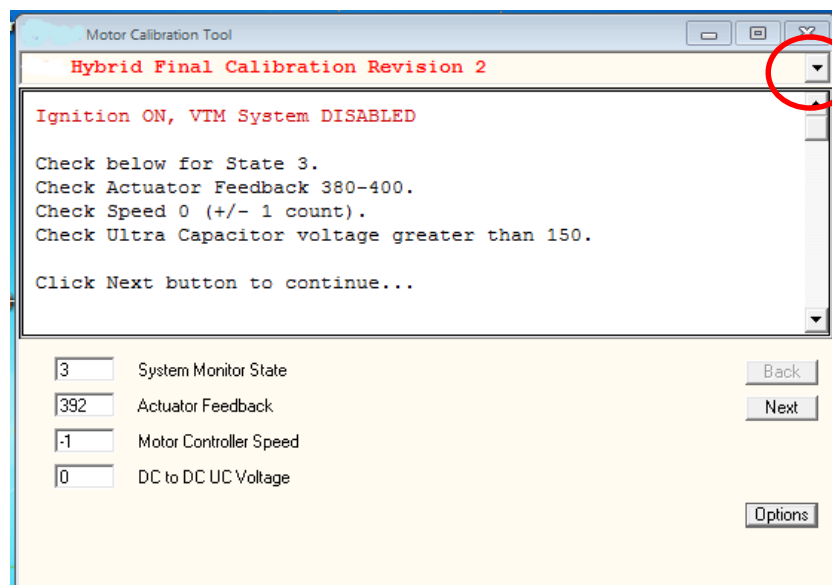 Motor Calibration Tool
Hybrid Final Calibration Revision 2
Ignition ON, VTM System DISABLED
Check below for State 3.
Check Actuator Feedback 380-400.
Check Speed 0 (+/- 1 count).
Check Ultra Capacitor voltage greater than 150.
Click Next button to continue...
3 System Monitor State
Back
392 Actuator Feedback
Next
-1 Motor Controller Speed
0 DC to DC UC Voltage
Options